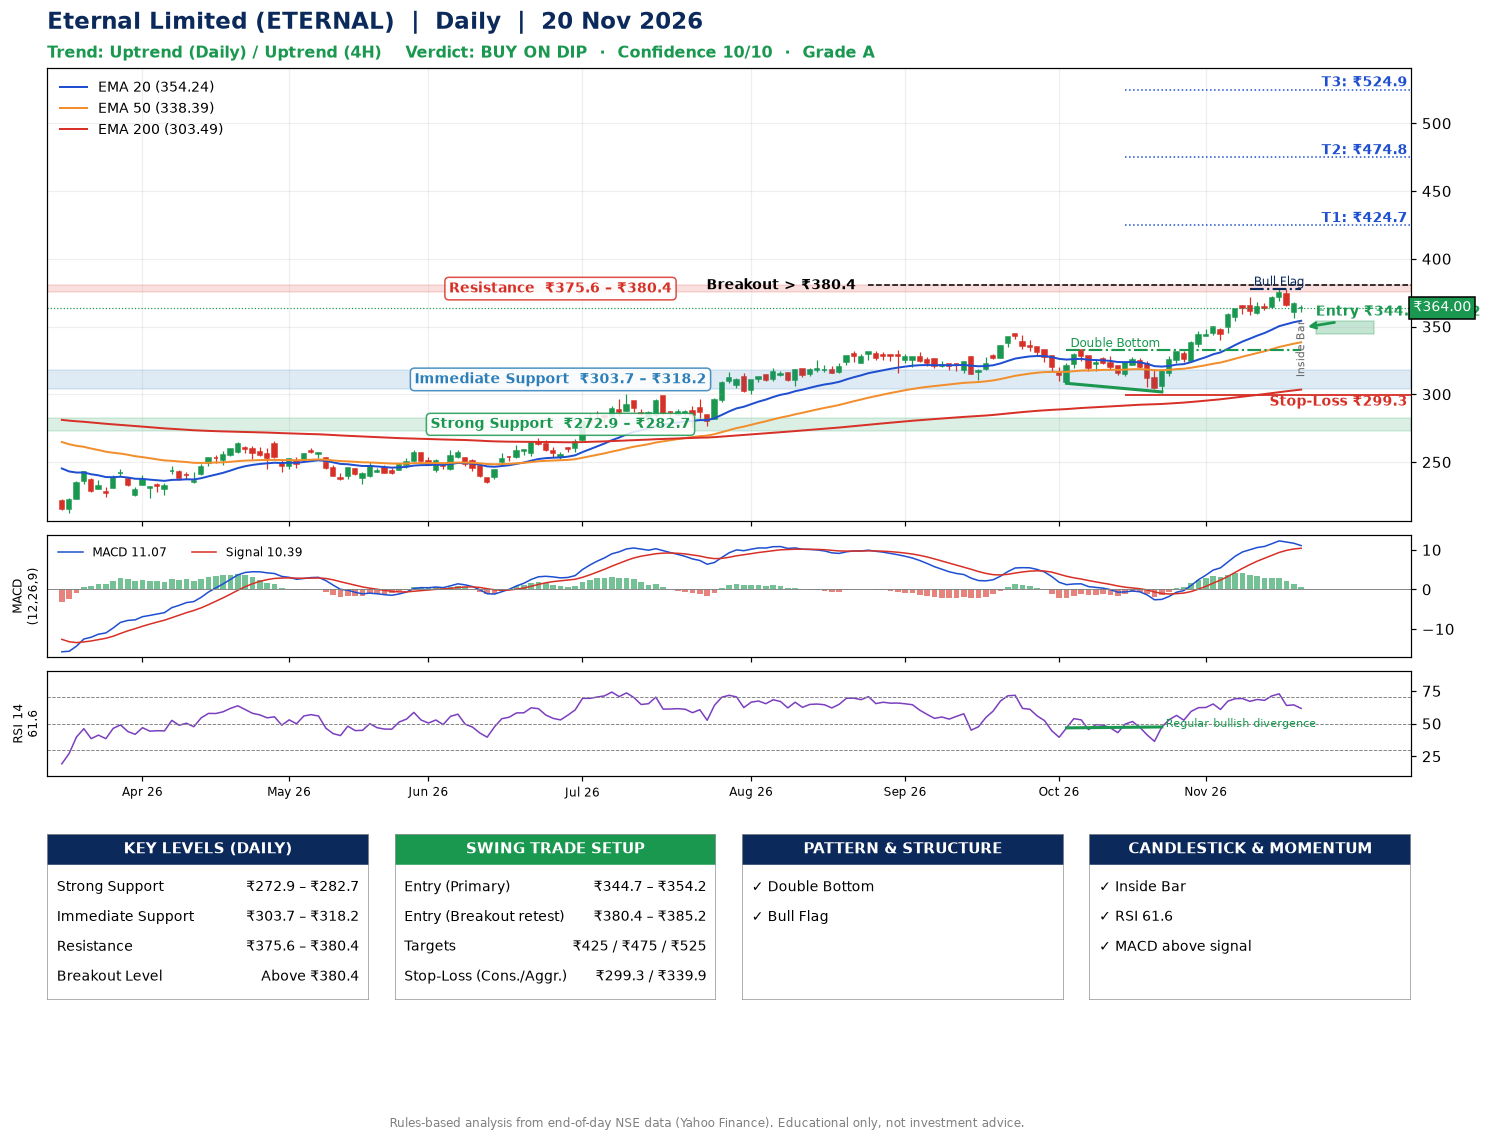 Eternal Limited (ETERNAL) | Daily | 20 Nov 2026
Trend: Uptrend (Daily) / Uptrend (4H) Verdict: BUY ON DIP · Confidence 10/10 · Grade A
EMA 20 (354.24)
EMA 50 (338.39)
EMA 200 (303.49)
T3: ₹524.9
T2: ₹474.8
T1: ₹424.7
Resistance ₹375.6 – ₹380.4
Breakout > ₹380.4
Bull Flag
Entry ₹344.
₹364.00
Double Bottom
Inside Bar
Immediate Support ₹303.7 – ₹318.2
Stop-Loss ₹299.3
Strong Support ₹272.9 – ₹282.7
500
450
400
350
300
250
MACD 11.07
Signal 10.39
MACD
(12,26,9)
10
0
−10
RSI 14
61.6
Regular bullish divergence
75
50
25
Apr 26
May 26
Jun 26
Jul 26
Aug 26
Sep 26
Oct 26
Nov 26
KEY LEVELS (DAILY)
Strong Support ₹272.9 – ₹282.7
Immediate Support ₹303.7 – ₹318.2
Resistance ₹375.6 – ₹380.4
Breakout Level Above ₹380.4
SWING TRADE SETUP
Entry (Primary) ₹344.7 – ₹354.2
Entry (Breakout retest) ₹380.4 – ₹385.2
Targets ₹425 / ₹475 / ₹525
Stop-Loss (Cons./Aggr.) ₹299.3 / ₹339.9
PATTERN & STRUCTURE
✓ Double Bottom
✓ Bull Flag
CANDLESTICK & MOMENTUM
✓ Inside Bar
✓ RSI 61.6
✓ MACD above signal
Rules-based analysis from end-of-day NSE data (Yahoo Finance). Educational only, not investment advice.